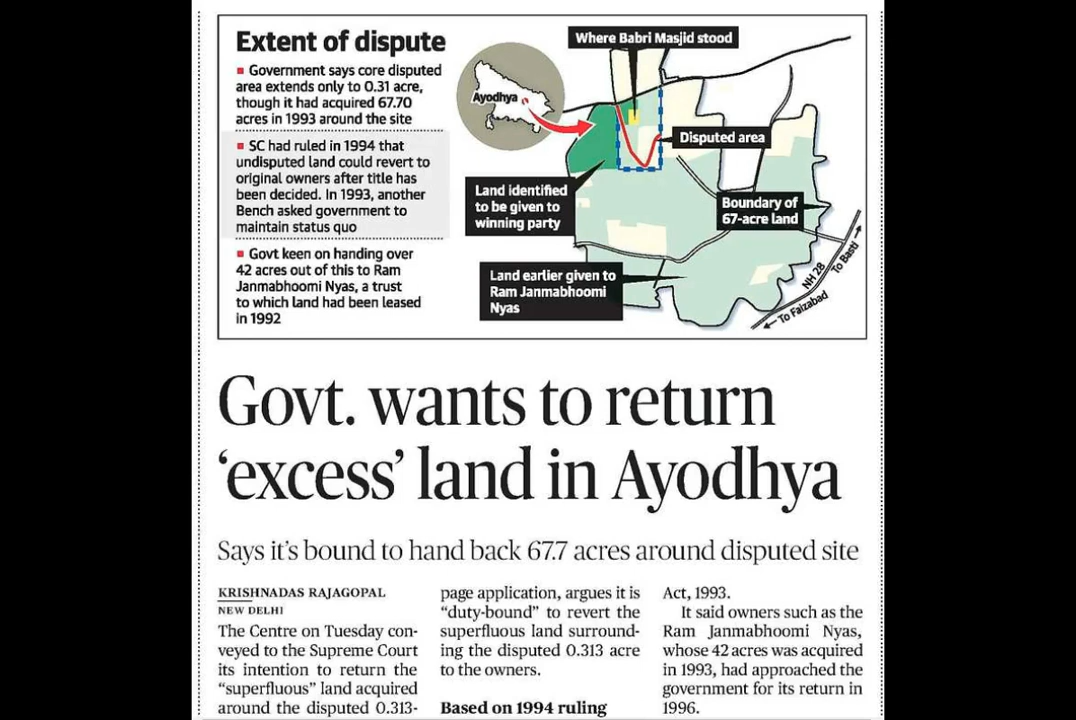 Extent of dispute
Government says core disputed
area extends only to 0.31 acre,
though it had acquired 67.70
acres in 1993 around the site
SC had ruled in 1994 that
undisputed land could revert to
original owners after title has
been decided. In 1993, another
Bench asked government to
maintain status quo
Govt keen on handing over
42 acres out of this to Ram
Janmabhoomi Nyas, a trust
to which land had been leased
in 1992
Where Babri Masjid stood
Ayodhya
Disputed area
Land identified
to be given to
winning party
Boundary of
67-acre land
Land earlier given to
Ram Janmabhoomi
Nyas
NH 28
To Basti
To Faizabad
Govt. wants to return
‘excess’ land in Ayodhya
Says it’s bound to hand back 67.7 acres around disputed site
KRISHNADAS RAJAGOPAL
NEW DELHI
The Centre on Tuesday con-
veyed to the Supreme Court
its intention to return the
“superfluous” land acquired
around the disputed 0.313-
page application, argues it is
“duty-bound” to revert the
superfluous land surround-
ing the disputed 0.313 acre
to the owners.
Based on 1994 ruling
Act, 1993.
It said owners such as the
Ram Janmabhoomi Nyas,
whose 42 acres was acquired
in 1993, had approached the
government for its return in
1996.